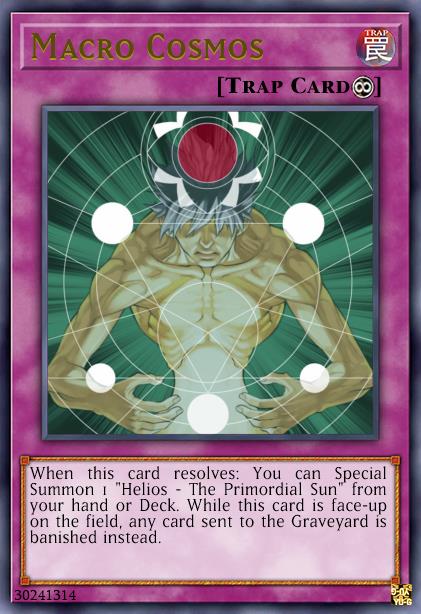 Macro Cosmos
TRAP
罠
[Trap Card]
When this card resolves: You can Special
Summon 1 "Helios - The Primordial Sun" from
your hand or Deck. While this card is face-up
on the field, any card sent to the Graveyard is
banished instead.
30241314